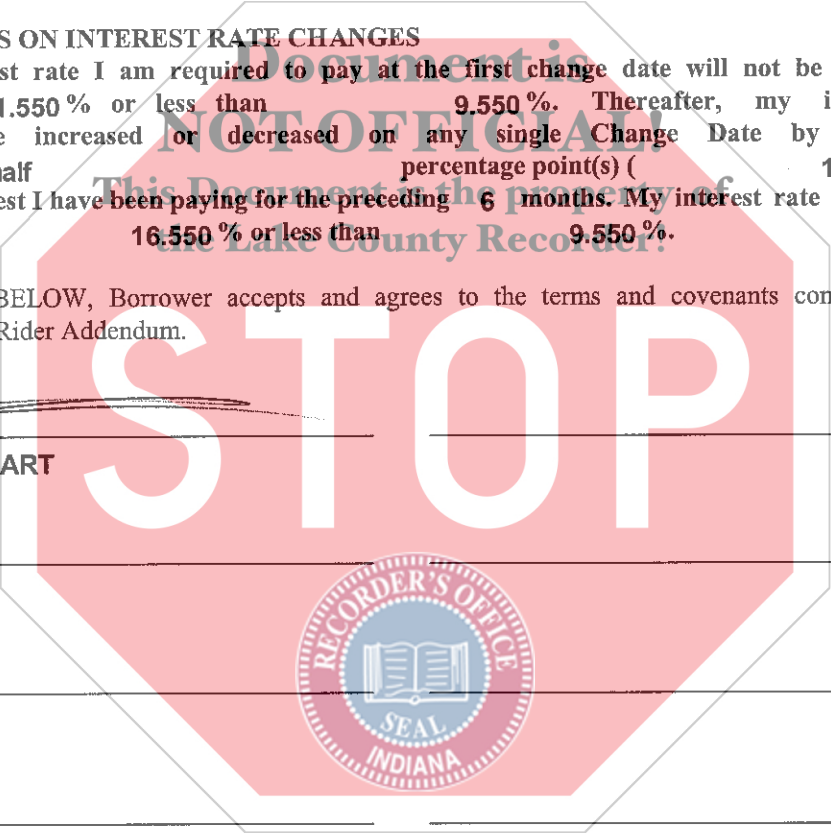 S ON INTEREST RATE CHANGES
st rate I am required to pay at the first change date will not be
1.550 % or less than 9.550 %. Thereafter, my i
e increased or decreased on any single Change Date by
half percentage point(s) ( 1
est I have been paying for the preceding 6 months. My interest rate
16.550 % or less than 9.550 %.
BELOW, Borrower accepts and agrees to the terms and covenants con
Rider Addendum.
ART
Document is
NOT OFFICIAL!
This Document is the property of
the Lake County Recorder!
STOP
RECORDER'S OFFICE
SEAL
INDIANA